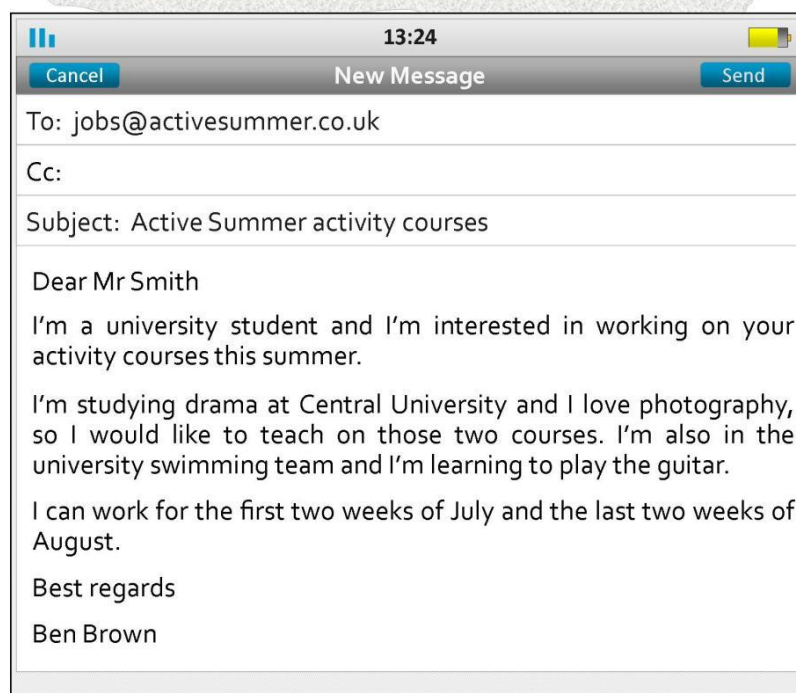 13:24
Cancel New Message Send
To: jobs@activesummer.co.uk
Cc:
Subject: Active Summer activity courses
Dear Mr Smith
I'm a university student and I'm interested in working on your
activity courses this summer.
I'm studying drama at Central University and I love photography,
so I would like to teach on those two courses. I'm also in the
university swimming team and I'm learning to play the guitar.
I can work for the first two weeks of July and the last two weeks of
August.
Best regards
Ben Brown